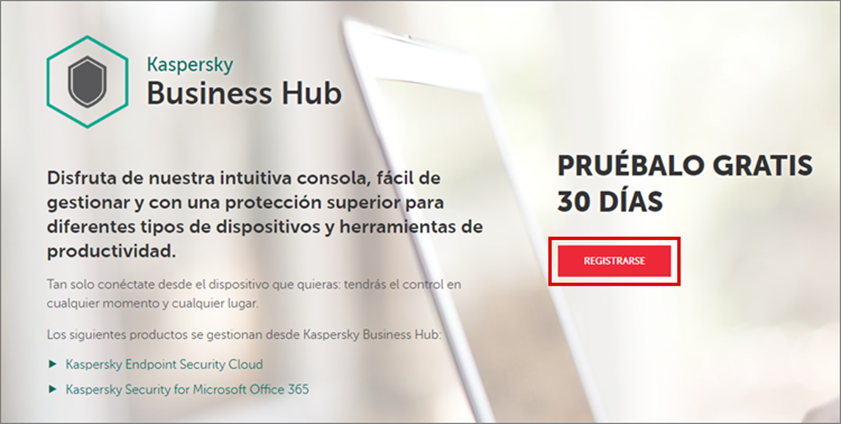 Kaspersky
Business Hub
Disfruta de nuestra intuitiva consola, fácil de
gestionar y con una protección superior para
diferentes tipos de dispositivos y herramientas de
productividad.
Tan solo conéctate desde el dispositivo que quieras: tendrás el control en
cualquier momento y cualquier lugar.
Los siguientes productos se gestionan desde Kaspersky Business Hub:
Kaspersky Endpoint Security Cloud
Kaspersky Security for Microsoft Office 365
PRUÉBALO GRATIS
30 DÍAS
REGISTRARSE